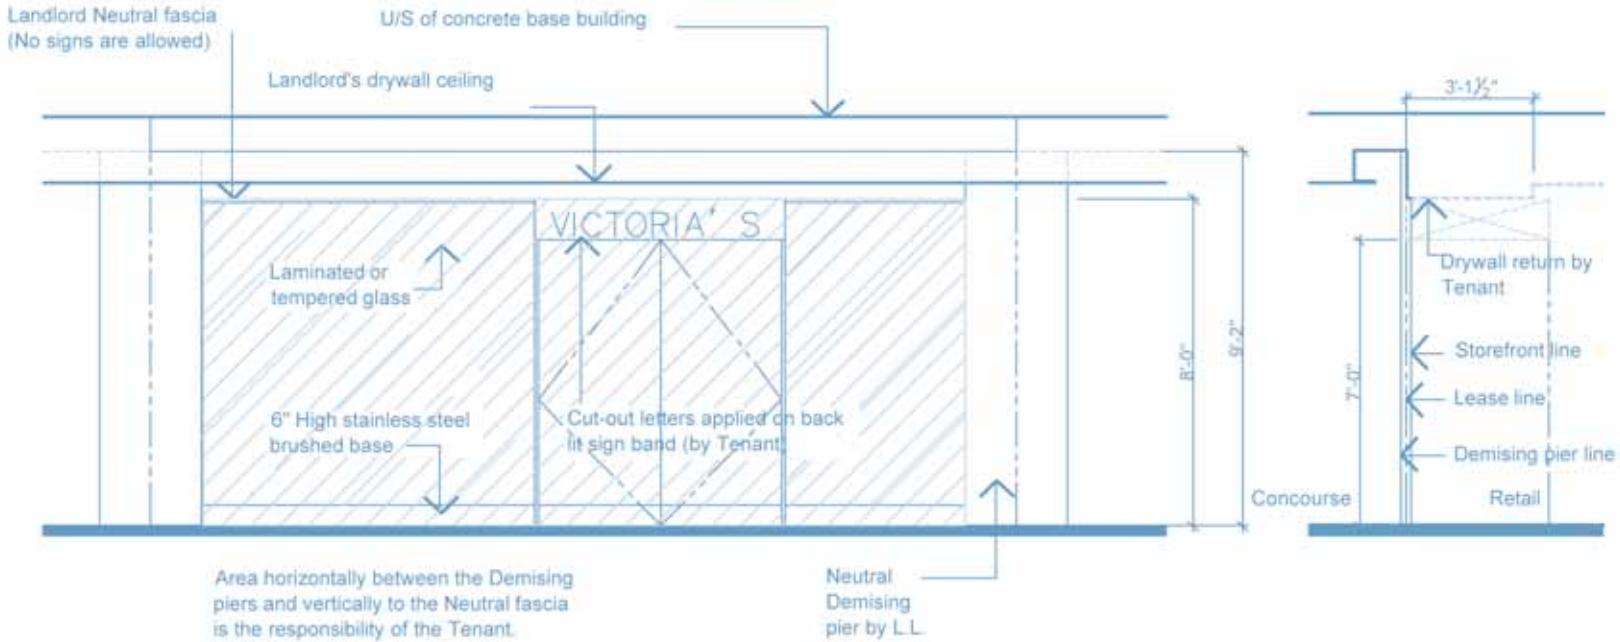 Landlord Neutral fascia
(No signs are allowed)
U/S of concrete base building
Landlord's drywall ceiling
3'-1½"
VICTORIA'S
Laminated or
tempered glass
Drywall return by
Tenant
8'-0"
9'-2"
7'-0"
Storefront line
Lease line
6" High stainless steel
brushed base
Cut-out letters applied on back
lit sign band (by Tenant)
Demising pier line
Concourse
Retail
Area horizontally between the Demising
piers and vertically to the Neutral fascia
is the responsibility of the Tenant.
Neutral
Demising
pier by L.L.